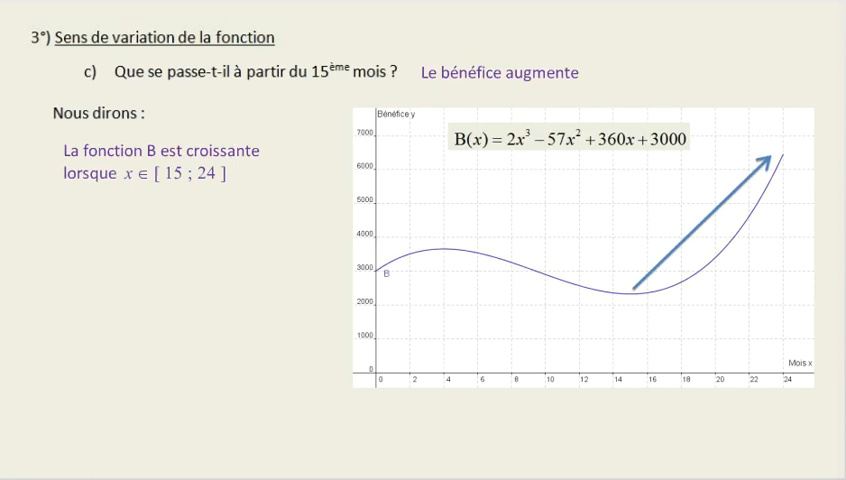 3°) Sens de variation de la fonction
c) Que se passe-t-il à partir du 15ème mois ? Le bénéfice augmente
Nous dirons :
La fonction B est croissante
lorsque x ∈ [ 15 ; 24 ]
Bénéfice y
B(x) = 2x³ − 57x² + 360x + 3000
7000
6000
5000
4000
3000
B
2000
1000
Mois x
0
0 2 4 6 8 10 12 14 16 18 20 22 24